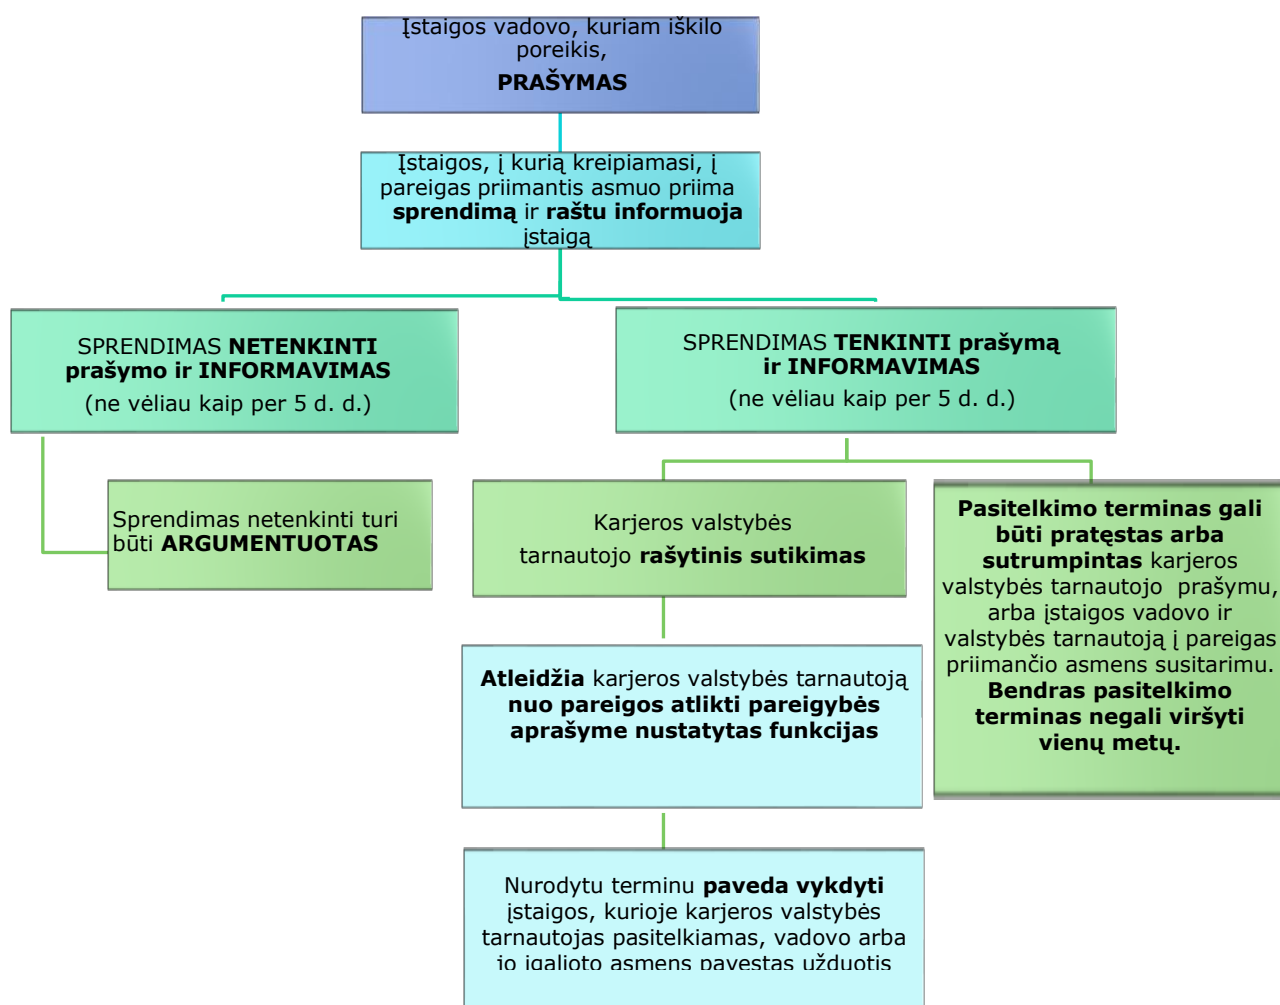 Įstaigos vadovo, kuriam iškilo
poreikis,
PRAŠYMAS
Įstaigos, į kurią kreipiamasi, į
pareigas priimantis asmuo priima
sprendimą ir raštu informuoja
įstaigą
SPRENDIMAS NETENKINTI
prašymo ir INFORMAVIMAS
(ne vėliau kaip per 5 d. d.)
SPRENDIMAS TENKINTI prašymą
ir INFORMAVIMAS
(ne vėliau kaip per 5 d. d.)
Sprendimas netenkinti turi
būti ARGUMENTUOTAS
Karjeros valstybės
tarnautojo rašytinis sutikimas
Pasitelkimo terminas gali
būti pratęstas arba
sutrumpintas karjeros
valstybės tarnautojo prašymu,
arba įstaigos vadovo ir
valstybės tarnautoją į pareigas
priimančio asmens susitarimu.
Bendras pasitelkimo
terminas negali viršyti
vienų metų.
Atleidžia karjeros valstybės tarnautoją
nuo pareigos atlikti pareigybės
aprašyme nustatytas funkcijas
Nurodytu terminu paveda vykdyti
įstaigos, kurioje karjeros valstybės
tarnautojas pasitelkiamas, vadovo arba
jo įgalioto asmens pavestas užduotis